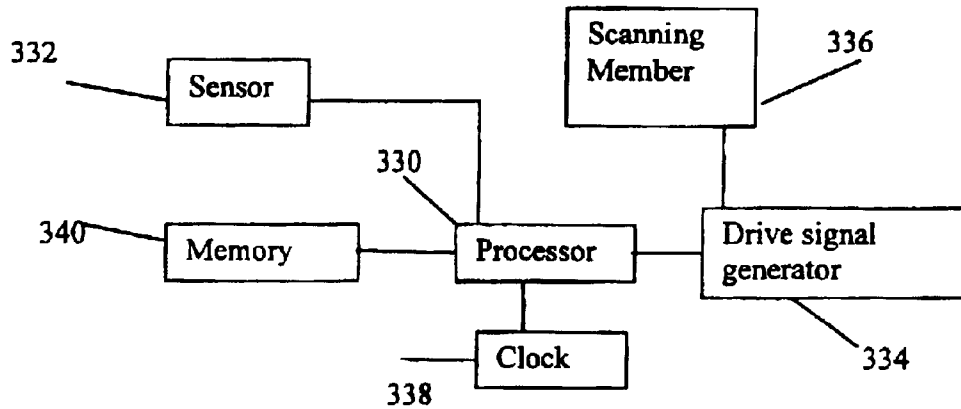 Scanning
Member
336
332
Sensor
330
340
Memory
Processor
Drive signal
generator
Clock
334
338